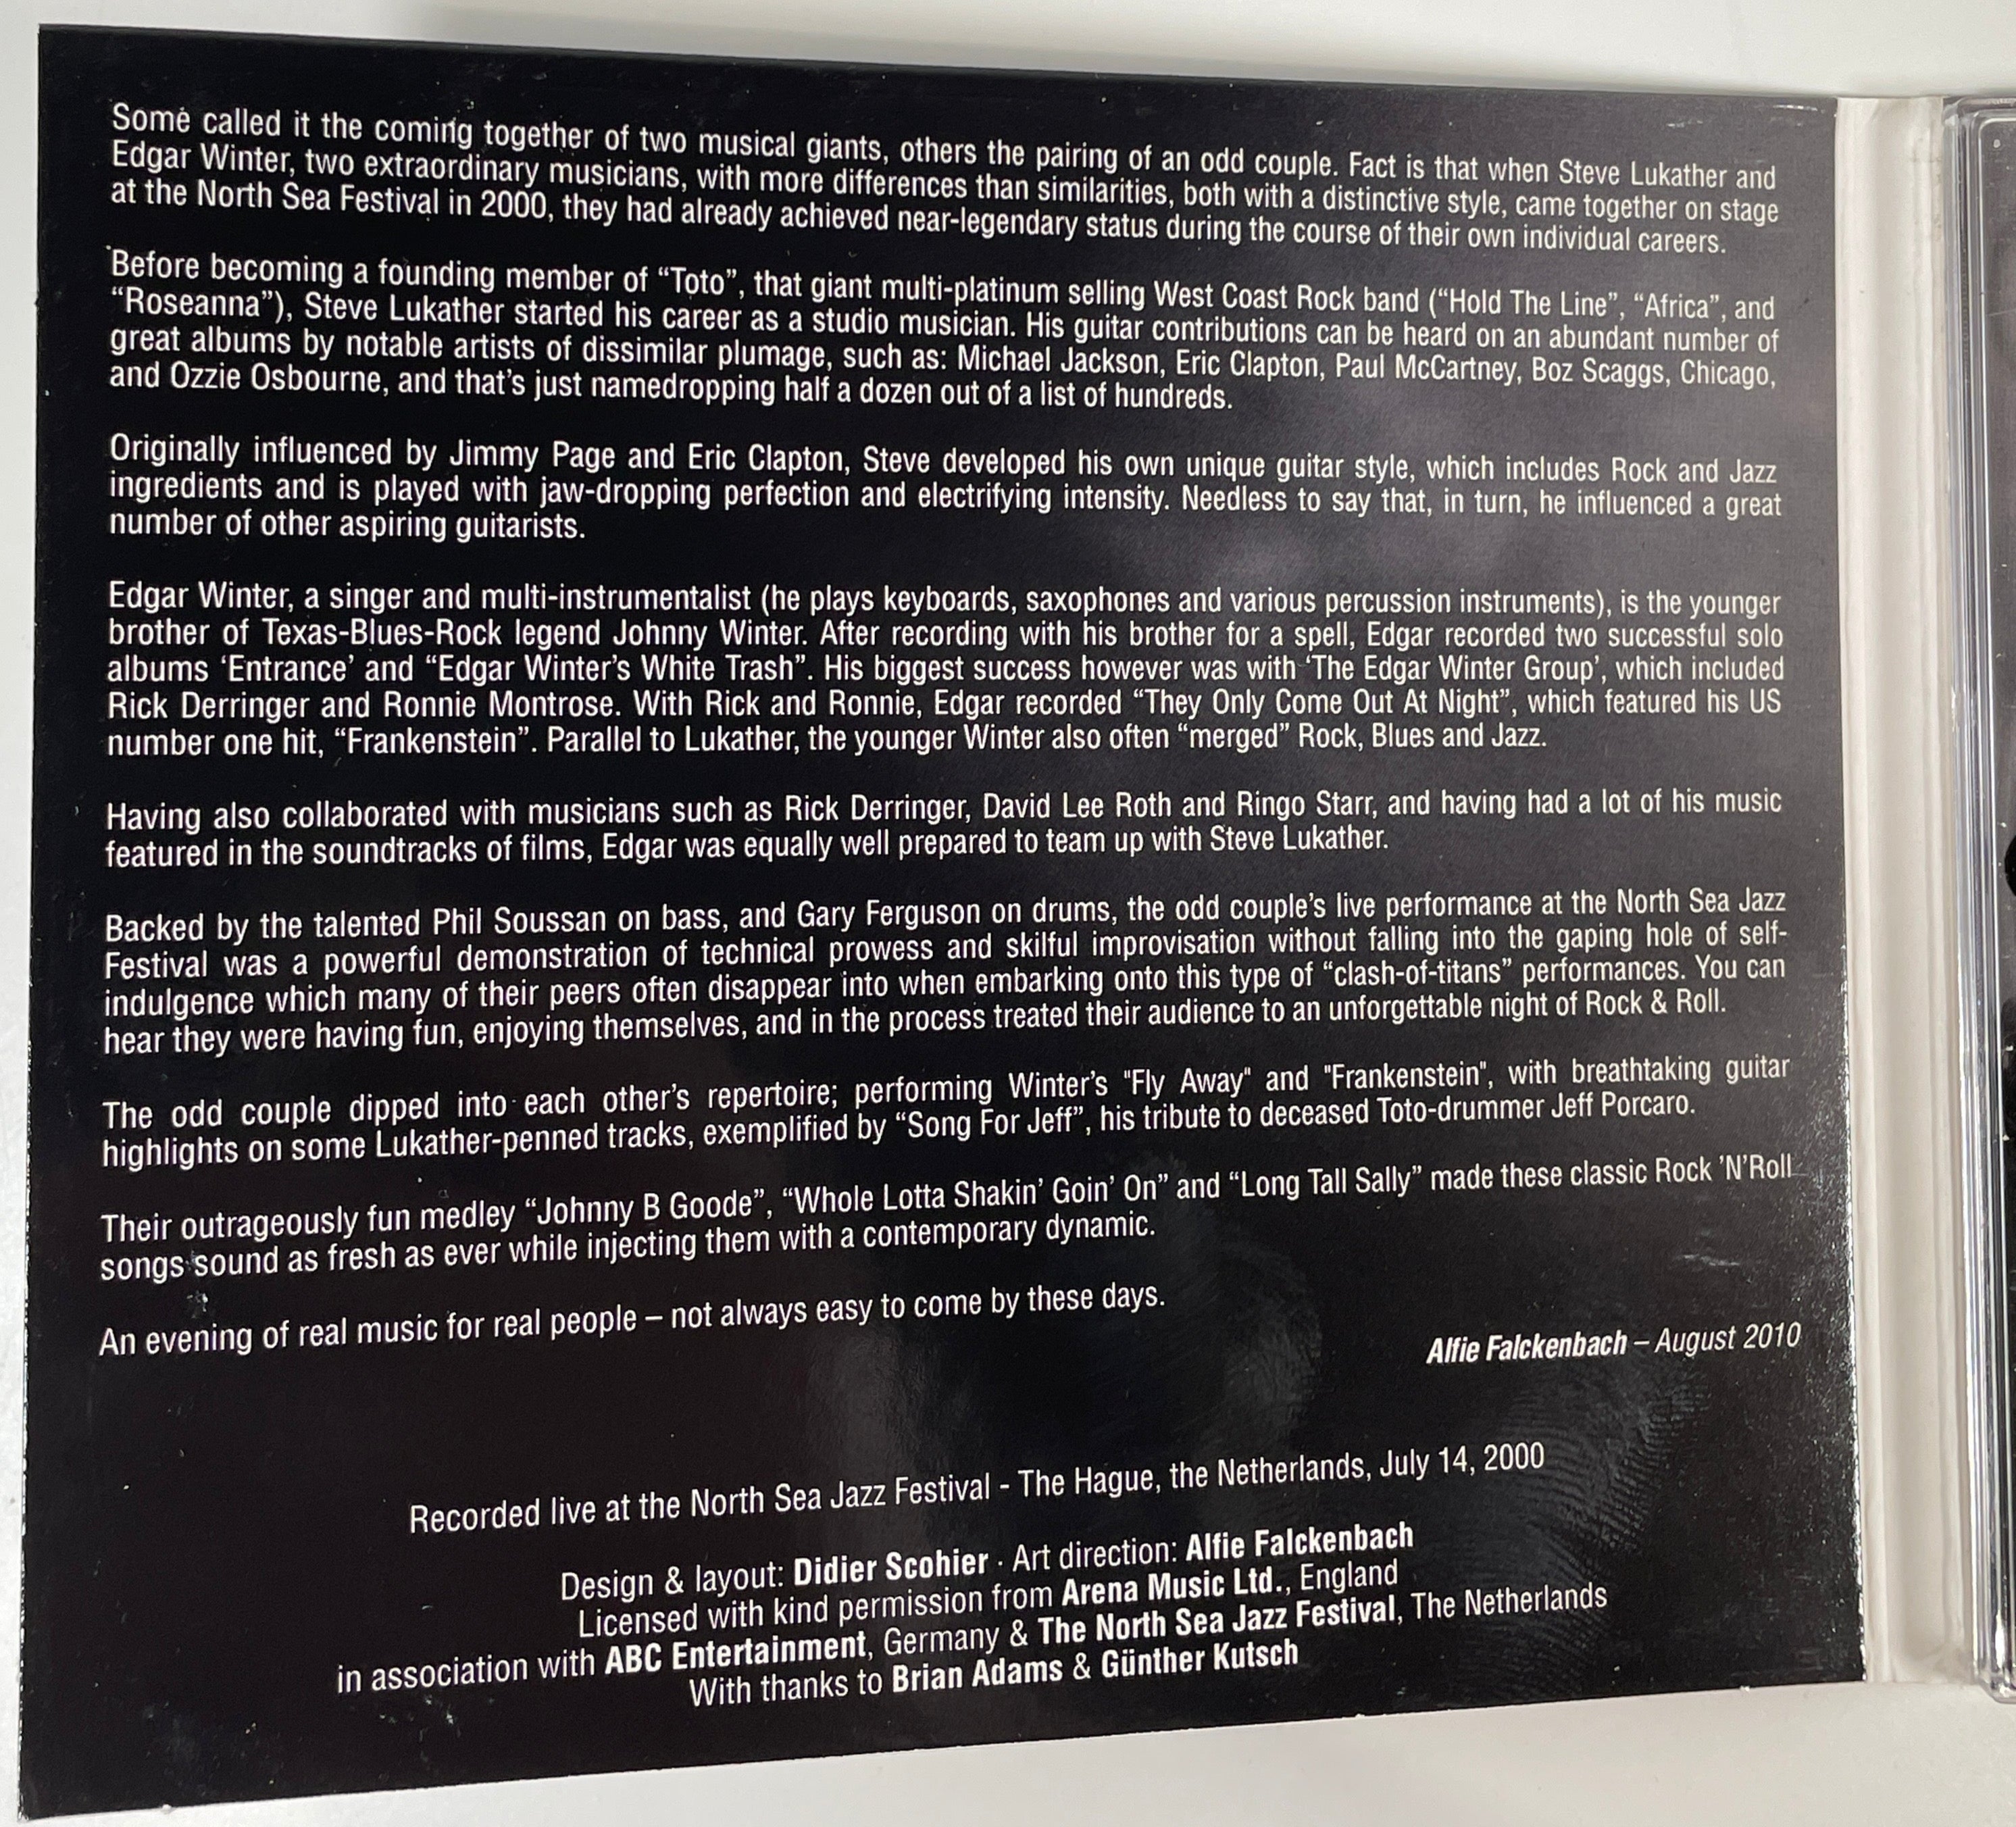 Some called it the coming together of two musical giants, others the pairing of an odd couple. Fact is that when Steve Lukather and
Edgar Winter, two extraordinary musicians, with more differences than similarities, both with a distinctive style, came together on stage
at the North Sea Festival in 2000, they had already achieved near-legendary status during the course of their own individual careers.
Before becoming a founding member of “Toto”, that giant multi-platinum selling West Coast Rock band (“Hold The Line”, “Africa”, and
“Roseanna”), Steve Lukather started his career as a studio musician. His guitar contributions can be heard on an abundant number of
great albums by notable artists of dissimilar plumage, such as: Michael Jackson, Eric Clapton, Paul McCartney, Boz Scaggs, Chicago,
and Ozzie Osbourne, and that’s just namedropping half a dozen out of a list of hundreds.
Originally influenced by Jimmy Page and Eric Clapton, Steve developed his own unique guitar style, which includes Rock and Jazz
ingredients and is played with jaw-dropping perfection and electrifying intensity. Needless to say that, in turn, he influenced a great
number of other aspiring guitarists.
Edgar Winter, a singer and multi-instrumentalist (he plays keyboards, saxophones and various percussion instruments), is the younger
brother of Texas-Blues-Rock legend Johnny Winter. After recording with his brother for a spell, Edgar recorded two successful solo
albums ‘Entrance’ and “Edgar Winter’s White Trash”. His biggest success however was with ‘The Edgar Winter Group’, which included
Rick Derringer and Ronnie Montrose. With Rick and Ronnie, Edgar recorded “They Only Come Out At Night”, which featured his US
number one hit, “Frankenstein”. Parallel to Lukather, the younger Winter also often “merged” Rock, Blues and Jazz.
Having also collaborated with musicians such as Rick Derringer, David Lee Roth and Ringo Starr, and having had a lot of his music
featured in the soundtracks of films, Edgar was equally well prepared to team up with Steve Lukather.
Backed by the talented Phil Soussan on bass, and Gary Ferguson on drums, the odd couple’s live performance at the North Sea Jazz
Festival was a powerful demonstration of technical prowess and skilful improvisation without falling into the gaping hole of self-
indulgence which many of their peers often disappear into when embarking onto this type of “clash-of-titans” performances. You can
hear they were having fun, enjoying themselves, and in the process treated their audience to an unforgettable night of Rock & Roll.
The odd couple dipped into each other’s repertoire; performing Winter’s "Fly Away" and "Frankenstein", with breathtaking guitar
highlights on some Lukather-penned tracks, exemplified by “Song For Jeff”, his tribute to deceased Toto-drummer Jeff Porcaro.
Their outrageously fun medley “Johnny B Goode”, “Whole Lotta Shakin’ Goin’ On” and “Long Tall Sally” made these classic Rock ’N’Roll
songs sound as fresh as ever while injecting them with a contemporary dynamic.
An evening of real music for real people – not always easy to come by these days.
Alfie Falckenbach – August 2010
Recorded live at the North Sea Jazz Festival - The Hague, the Netherlands, July 14, 2000
Design & layout: Didier Scohier · Art direction: Alfie Falckenbach
Licensed with kind permission from Arena Music Ltd., England
in association with ABC Entertainment, Germany & The North Sea Jazz Festival, The Netherlands
With thanks to Brian Adams & Günther Kutsch